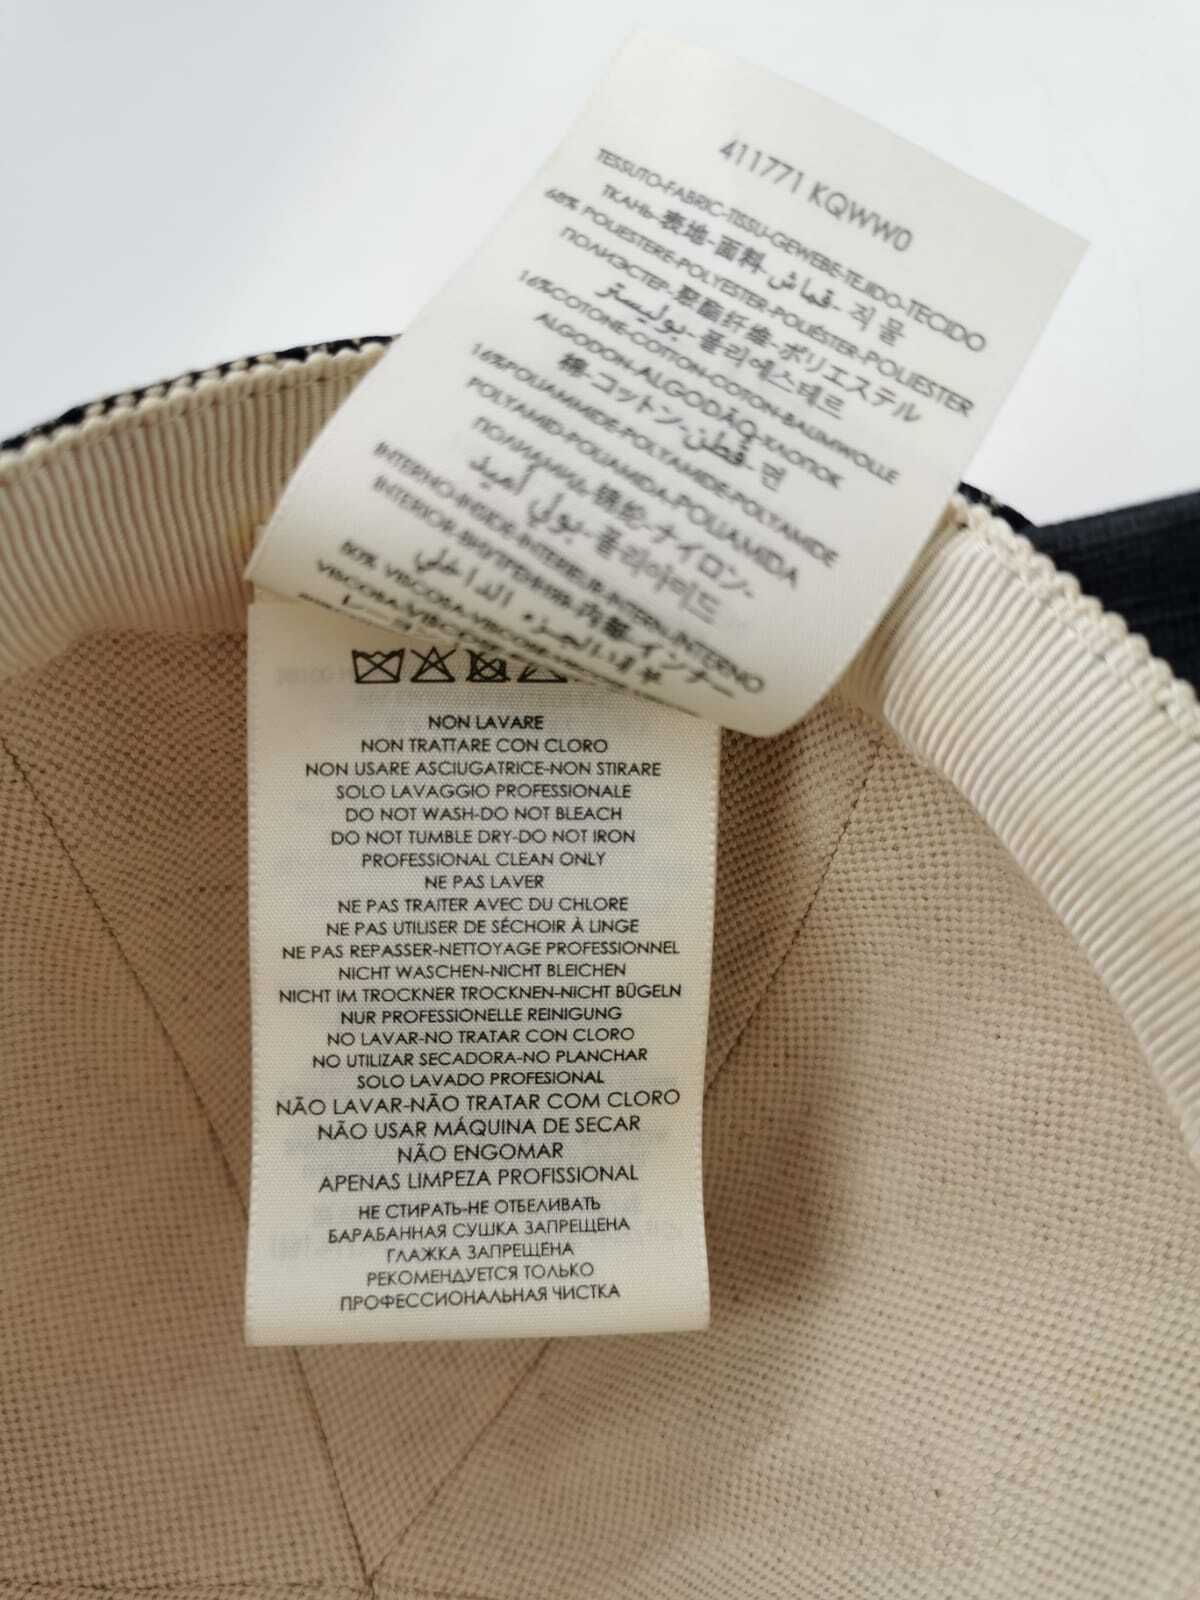 411771 KQWW0
TESSUTO-FABRIC-TISSU-GEWEBE-TEJIDO-TECIDO
ТКАНЬ-表地-面料-قماش-직물
68% POLIESTERE-POLYESTER-POLIÉSTER-POLIESTER
ПОЛИЭСТЕР-聚酯纤维-ポリエステル
بوليستر-폴리에스테르
16%COTONE-COTTON-COTON-BAUMWOLLE
ALGODON-ALGODÃO-ХЛОПОК
棉-コットン-قطن-면
16%POLIAMMIDE-POLYAMIDE-POLYAMIDE
POLYAMID-POLIAMIDA-POLIAMIDA
ПОЛИАМИД-锦纶-ナイロン-
بولي أميد-폴리아미드
INTERNO-INSIDE-INTERIEUR-INTERN-INTERNO
INTERIOR-
الجزء الداخلي
VISCOSA-VISCOSE
NON LAVARE
NON TRATTARE CON CLORO
NON USARE ASCIUGATRICE-NON STIRARE
SOLO LAVAGGIO PROFESSIONALE
DO NOT WASH-DO NOT BLEACH
DO NOT TUMBLE DRY-DO NOT IRON
PROFESSIONAL CLEAN ONLY
NE PAS LAVER
NE PAS TRAITER AVEC DU CHLORE
NE PAS UTILISER DE SÉCHOIR À LINGE
NE PAS REPASSER-NETTOYAGE PROFESSIONNEL
NICHT WASCHEN-NICHT BLEICHEN
NICHT IM TROCKNER TROCKNEN-NICHT BÜGELN
NUR PROFESSIONELLE REINIGUNG
NO LAVAR-NO TRATAR CON CLORO
NO UTILIZAR SECADORA-NO PLANCHAR
SOLO LAVADO PROFESIONAL
NÃO LAVAR-NÃO TRATAR COM CLORO
NÃO USAR MÁQUINA DE SECAR
NÃO ENGOMAR
APENAS LIMPEZA PROFISSIONAL
НЕ СТИРАТЬ-НЕ ОТБЕЛИВАТЬ
БАРАБАННАЯ СУШКА ЗАПРЕЩЕНА
ГЛАЖКА ЗАПРЕЩЕНА
РЕКОМЕНДУЕТСЯ ТОЛЬКО
ПРОФЕССИОНАЛЬНАЯ ЧИСТКА